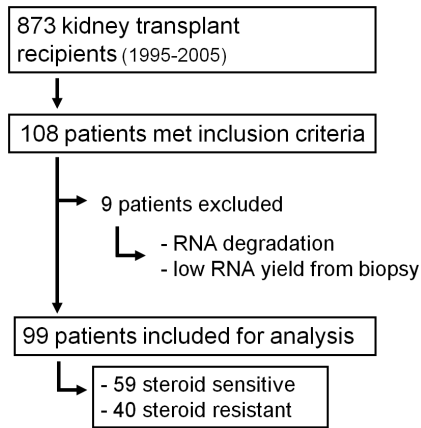 873 kidney transplant
recipients (1995-2005)
108 patients met inclusion criteria
9 patients excluded
- RNA degradation
- low RNA yield from biopsy
99 patients included for analysis
- 59 steroid sensitive
- 40 steroid resistant